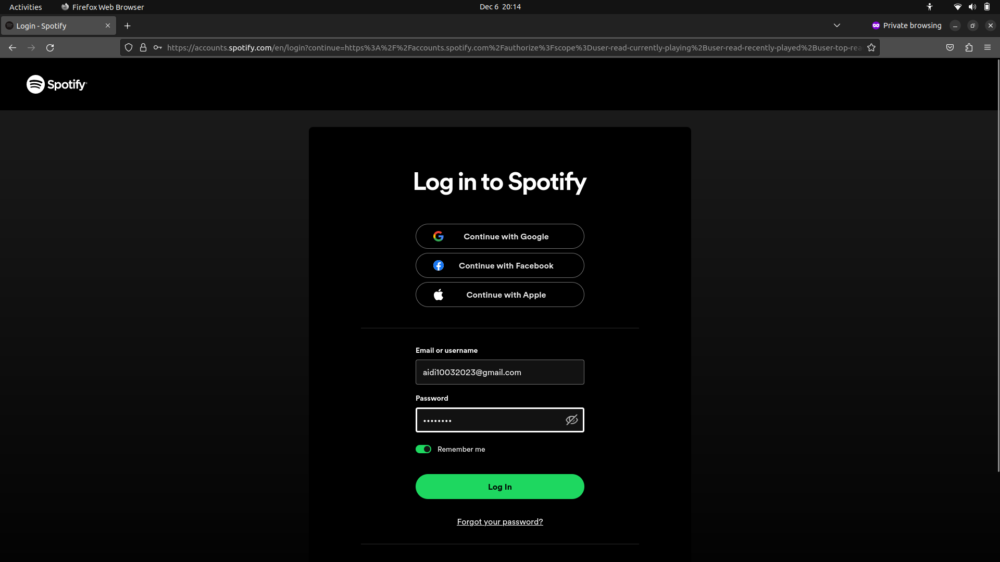 Activities
Firefox Web Browser
Dec 6 20:14
Login - Spotify
Private browsing
https://accounts.spotify.com/en/login?continue=https%3A%2F%2Faccounts.spotify.com%2Fauthorize%3Fscope%3Duser-read-currently-playing%2Buser-read-recently-played%2Buser-top-rea
Spotify
Log in to Spotify
Continue with Google
Continue with Facebook
Continue with Apple
Email or username
aidi10032023@gmail.com
Password
••••••••
Remember me
Log In
Forgot your password?